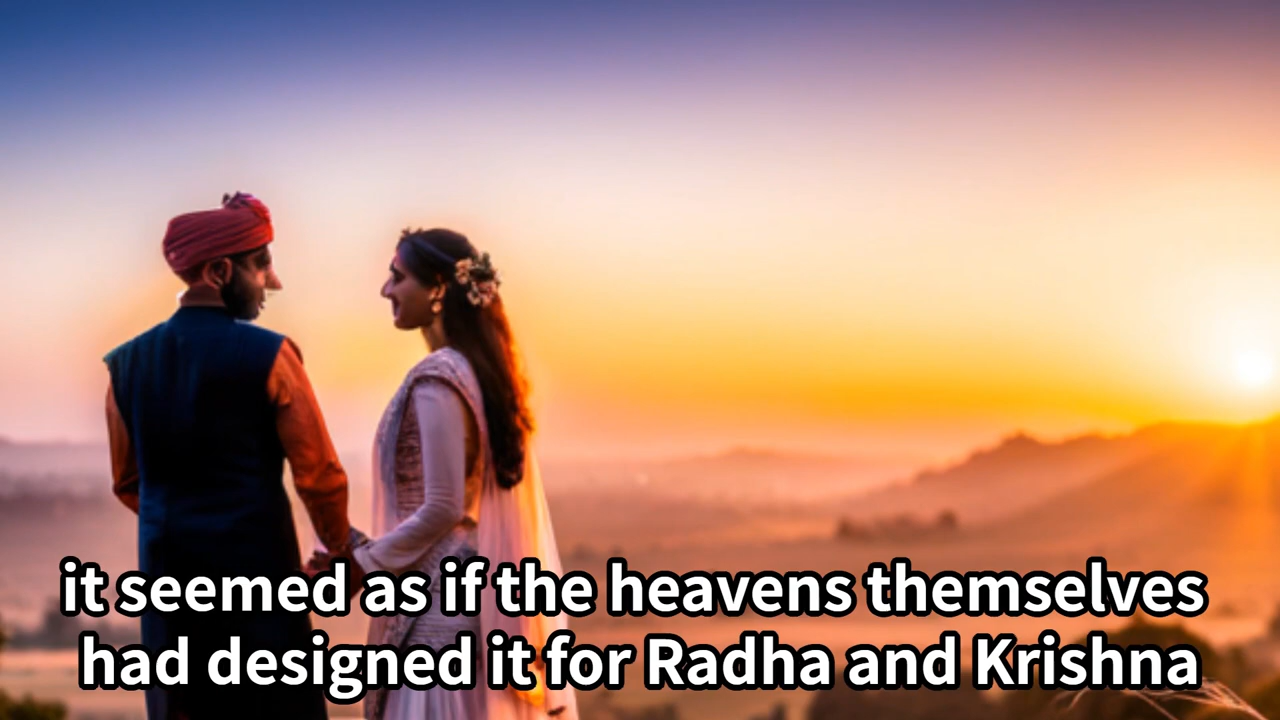 it seemed as if the heavens themselves
had designed it for Radha and Krishna